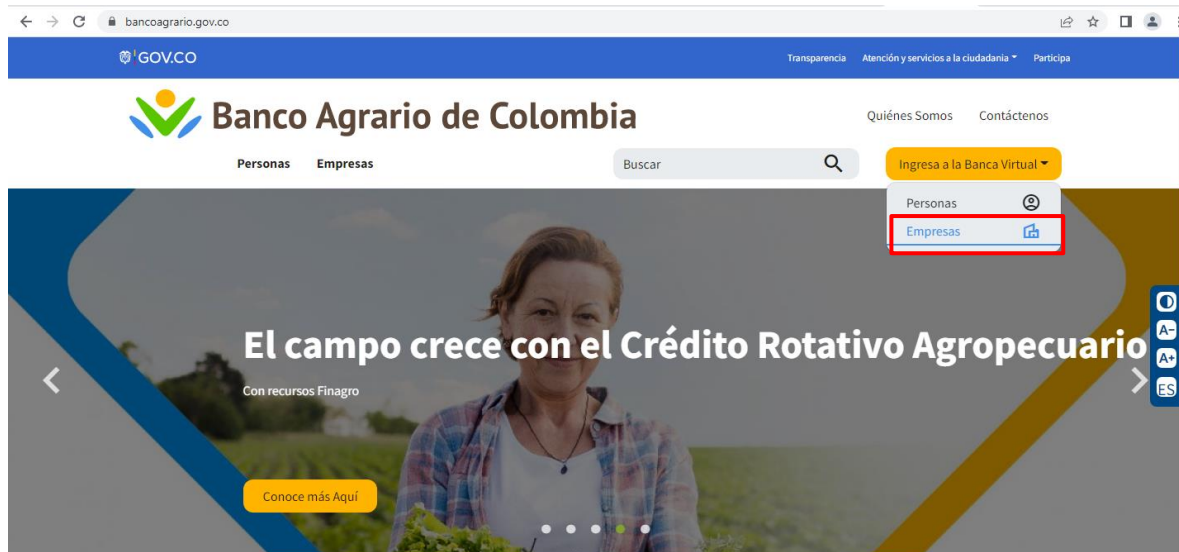 bancoagrario.gov.co
GOV.CO
Transparencia Atención y servicios a la ciudadania Participa
Banco Agrario de Colombia
Quiénes Somos Contáctenos
Personas Empresas
Buscar
Ingresa a la Banca Virtual
Personas
Empresas
El campo crece con el Crédito Rotativo Agropecuario
Con recursos Finagro
Conoce más Aquí
A-
A+
ES